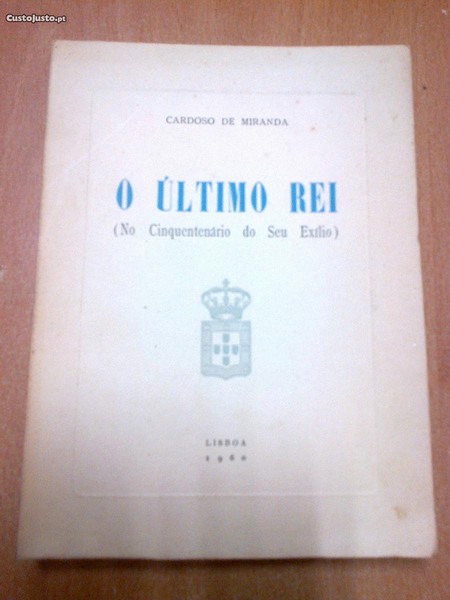 CustoJusto.pt
CARDOSO DE MIRANDA
O ÚLTIMO REI
(No Cinquentenário do Seu Exílio)
LISBOA
1960